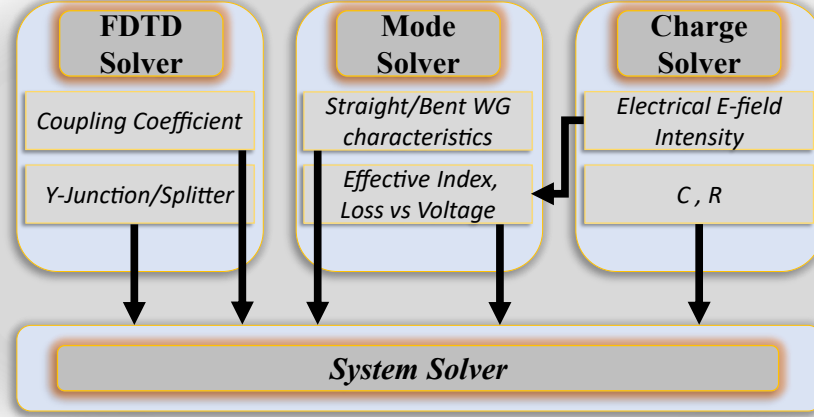 FDTD
Solver
Coupling Coefficient
Y-Junction/Splitter
Mode
Solver
Straight/Bent WG
characteristics
Effective Index,
Loss vs Voltage
Charge
Solver
Electrical E-field
Intensity
C , R
System Solver